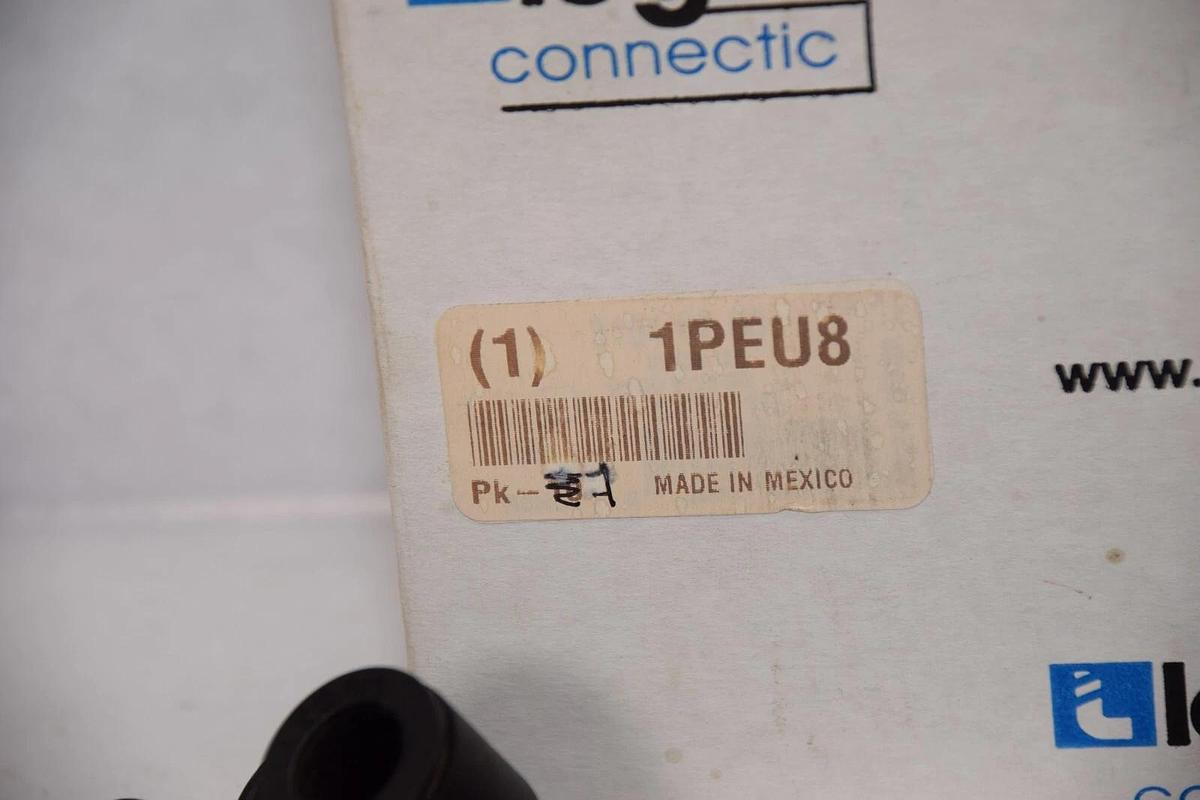 connectic
(1) 1PEU8
Pk-
MADE IN MEXICO
www.